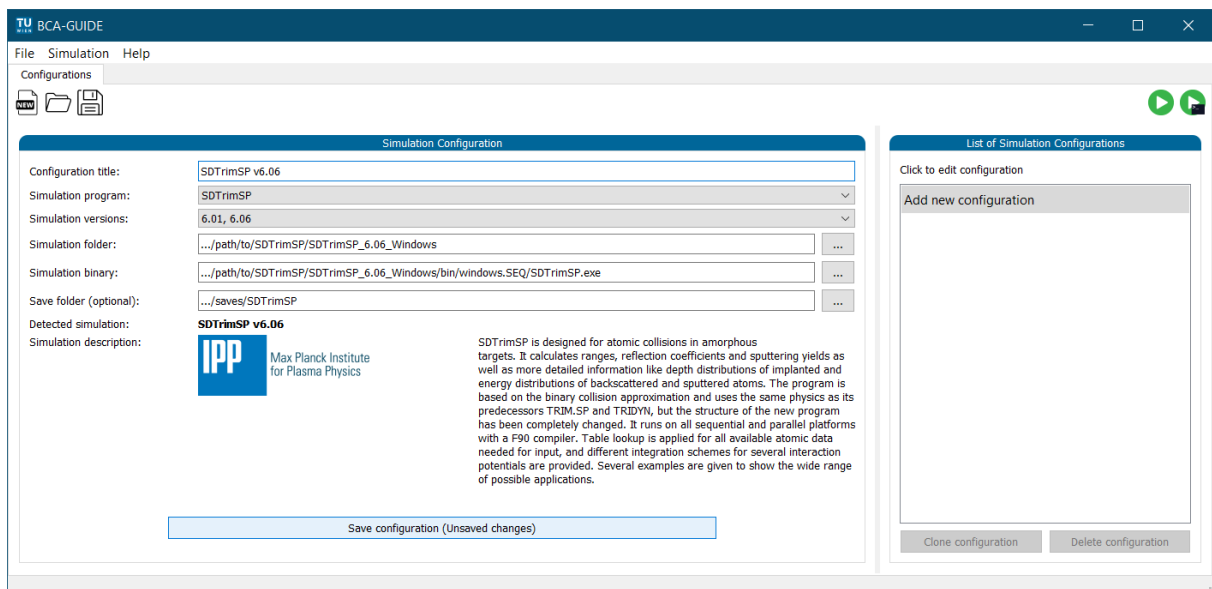 TU WIEN BCA-GUIDE
File Simulation Help
Configurations
NEW
Simulation Configuration
Configuration title: SDTrimSP v6.06
Simulation program: SDTrimSP
Simulation versions: 6.01, 6.06
Simulation folder: .../path/to/SDTrimSP/SDTrimSP_6.06_Windows ...
Simulation binary: .../path/to/SDTrimSP/SDTrimSP_6.06_Windows/bin/windows.SEQ/SDTrimSP.exe ...
Save folder (optional): .../saves/SDTrimSP ...
Detected simulation: SDTrimSP v6.06
Simulation description:
IPP
Max Planck Institute
for Plasma Physics
SDTrimSP is designed for atomic collisions in amorphous
targets. It calculates ranges, reflection coefficients and sputtering yields as
well as more detailed information like depth distributions of implanted and
energy distributions of backscattered and sputtered atoms. The program is
based on the binary collision approximation and uses the same physics as its
predecessors TRIM.SP and TRIDYN, but the structure of the new program
has been completely changed. It runs on all sequential and parallel platforms
with a F90 compiler. Table lookup is applied for all available atomic data
needed for input, and different integration schemes for several interaction
potentials are provided. Several examples are given to show the wide range
of possible applications.
Save configuration (Unsaved changes)
List of Simulation Configurations
Click to edit configuration
Add new configuration
Clone configuration Delete configuration